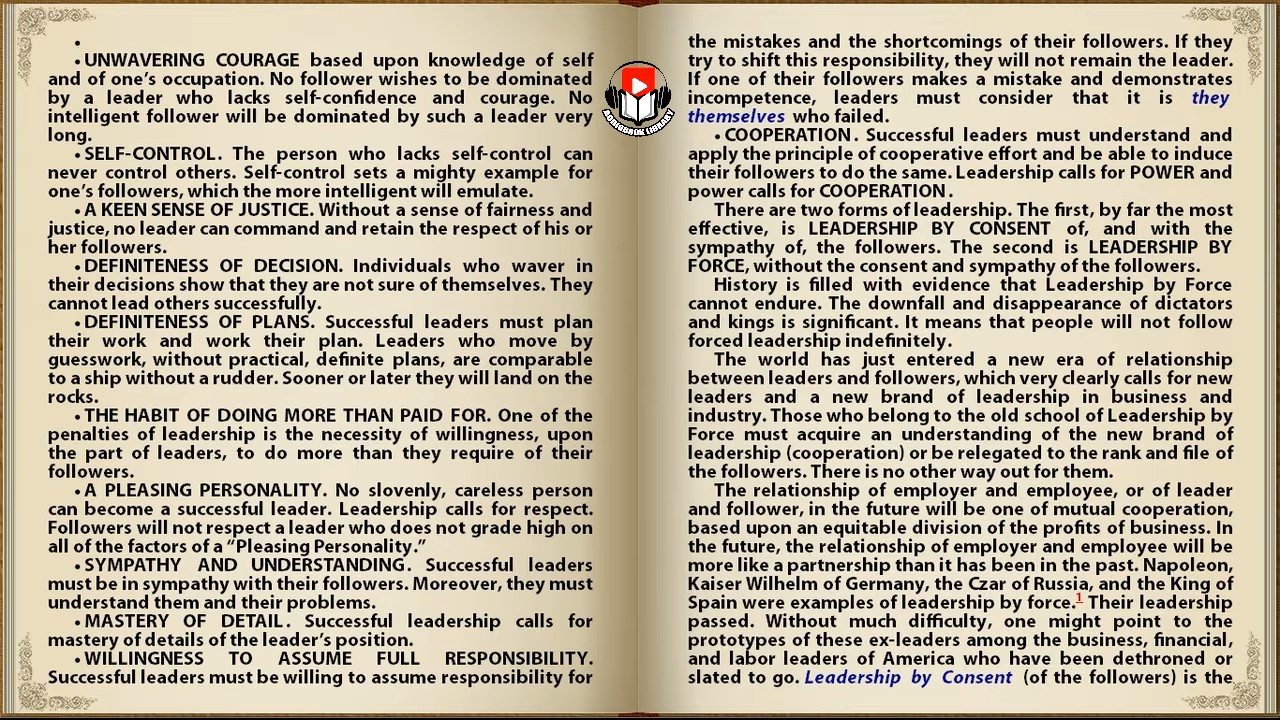 •
•UNWAVERING COURAGE based upon knowledge of self
and of one's occupation. No follower wishes to be dominated
by a leader who lacks self-confidence and courage. No
intelligent follower will be dominated by such a leader very
long.
•SELF-CONTROL. The person who lacks self-control can
never control others. Self-control sets a mighty example for
one's followers, which the more intelligent will emulate.
•A KEEN SENSE OF JUSTICE. Without a sense of fairness and
justice, no leader can command and retain the respect of his or
her followers.
•DEFINITENESS OF DECISION. Individuals who waver in
their decisions show that they are not sure of themselves. They
cannot lead others successfully.
•DEFINITENESS OF PLANS. Successful leaders must plan
their work and work their plan. Leaders who move by
guesswork, without practical, definite plans, are comparable
to a ship without a rudder. Sooner or later they will land on the
rocks.
•THE HABIT OF DOING MORE THAN PAID FOR. One of the
penalties of leadership is the necessity of willingness, upon
the part of leaders, to do more than they require of their
followers.
•A PLEASING PERSONALITY. No slovenly, careless person
can become a successful leader. Leadership calls for respect.
Followers will not respect a leader who does not grade high on
all of the factors of a “Pleasing Personality.”
•SYMPATHY AND UNDERSTANDING. Successful leaders
must be in sympathy with their followers. Moreover, they must
understand them and their problems.
•MASTERY OF DETAIL. Successful leadership calls for
mastery of details of the leader's position.
•WILLINGNESS TO ASSUME FULL RESPONSIBILITY.
Successful leaders must be willing to assume responsibility for
AUDIOBOOK LIBRARY
the mistakes and the shortcomings of their followers. If they
try to shift this responsibility, they will not remain the leader.
If one of their followers makes a mistake and demonstrates
incompetence, leaders must consider that it is they
themselves who failed.
•COOPERATION. Successful leaders must understand and
apply the principle of cooperative effort and be able to induce
their followers to do the same. Leadership calls for POWER and
power calls for COOPERATION.
There are two forms of leadership. The first, by far the most
effective, is LEADERSHIP BY CONSENT of, and with the
sympathy of, the followers. The second is LEADERSHIP BY
FORCE, without the consent and sympathy of the followers.
History is filled with evidence that Leadership by Force
cannot endure. The downfall and disappearance of dictators
and kings is significant. It means that people will not follow
forced leadership indefinitely.
The world has just entered a new era of relationship
between leaders and followers, which very clearly calls for new
leaders and a new brand of leadership in business and
industry. Those who belong to the old school of Leadership by
Force must acquire an understanding of the new brand of
leadership (cooperation) or be relegated to the rank and file of
the followers. There is no other way out for them.
The relationship of employer and employee, or of leader
and follower, in the future will be one of mutual cooperation,
based upon an equitable division of the profits of business. In
the future, the relationship of employer and employee will be
more like a partnership than it has been in the past. Napoleon,
Kaiser Wilhelm of Germany, the Czar of Russia, and the King of
Spain were examples of leadership by force.1 Their leadership
passed. Without much difficulty, one might point to the
prototypes of these ex-leaders among the business, financial,
and labor leaders of America who have been dethroned or
slated to go. Leadership by Consent (of the followers) is the